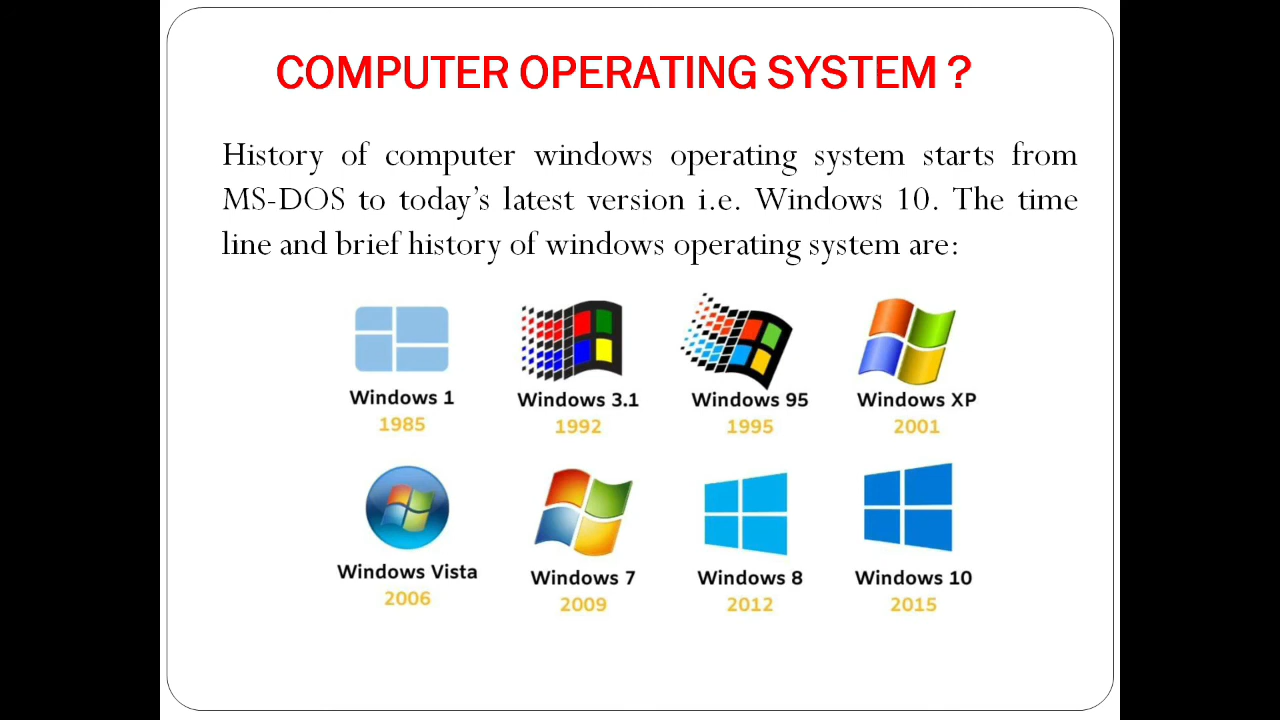 COMPUTER OPERATING SYSTEM ?
History of computer windows operating system starts from
MS-DOS to today's latest version i.e. Windows 10. The time
line and brief history of windows operating system are:
Windows 1
1985
Windows 3.1
1992
Windows 95
1995
Windows XP
2001
Windows Vista
2006
Windows 7
2009
Windows 8
2012
Windows 10
2015